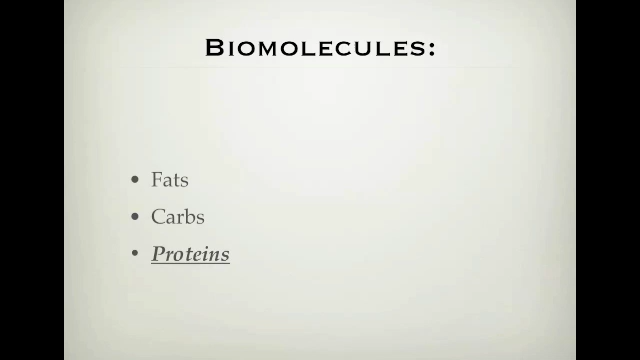 Biomolecules:
• Fats
• Carbs
• Proteins